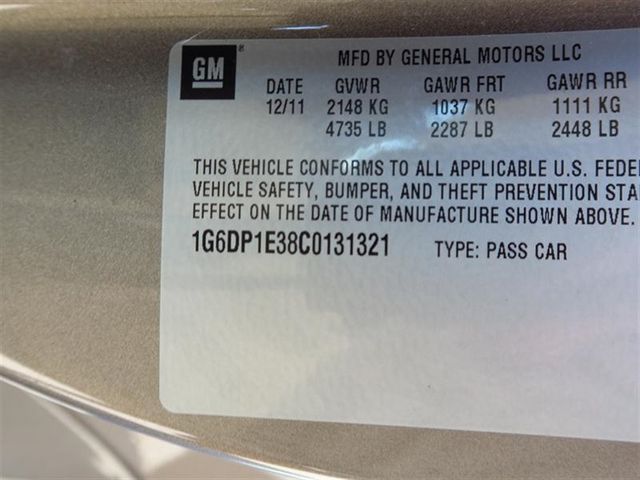 GM
®
MFD BY GENERAL MOTORS LLC
DATE GVWR GAWR FRT GAWR RR
12/11 2148 KG 1037 KG 1111 KG
4735 LB 2287 LB 2448 LB
THIS VEHICLE CONFORMS TO ALL APPLICABLE U.S. FEDE
VEHICLE SAFETY, BUMPER, AND THEFT PREVENTION STA
EFFECT ON THE DATE OF MANUFACTURE SHOWN ABOVE.
1G6DP1E38C0131321 TYPE: PASS CAR